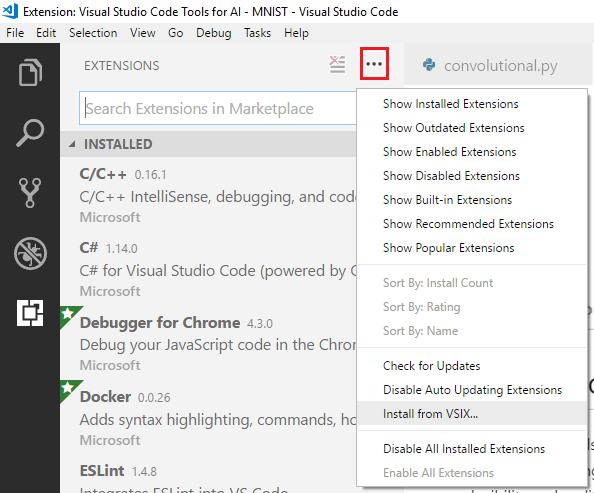 Extension: Visual Studio Code Tools for AI - MNIST - Visual Studio Code
File Edit Selection View Go Debug Tasks Help
EXTENSIONS
convolutional.py
Search Extensions in Marketplace
INSTALLED
C/C++ 0.16.1
C/C++ IntelliSense, debugging, and cod
Microsoft
C# 1.14.0
C# for Visual Studio Code (powered by
Microsoft
Debugger for Chrome 4.3.0
Debug your JavaScript code in the Chro
Microsoft
Docker 0.0.26
Adds syntax highlighting, commands, ho
Microsoft
ESLint 1.4.8
Integrates ESLint into VS Code.
Show Installed Extensions
Show Outdated Extensions
Show Enabled Extensions
Show Disabled Extensions
Show Built-in Extensions
Show Recommended Extensions
Show Popular Extensions
Sort By: Install Count
Sort By: Rating
Sort By: Name
Check for Updates
Disable Auto Updating Extensions
Install from VSIX...
Disable All Installed Extensions
Enable All Extensions